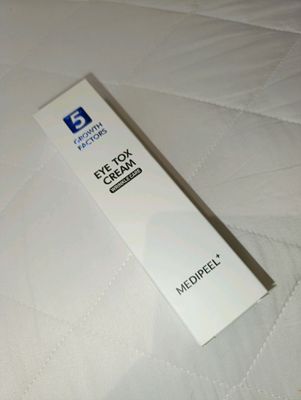 5
GROWTH
FACTORS
EYE TOX
CREAM
WRINKLE CARE
MEDIPEEL+